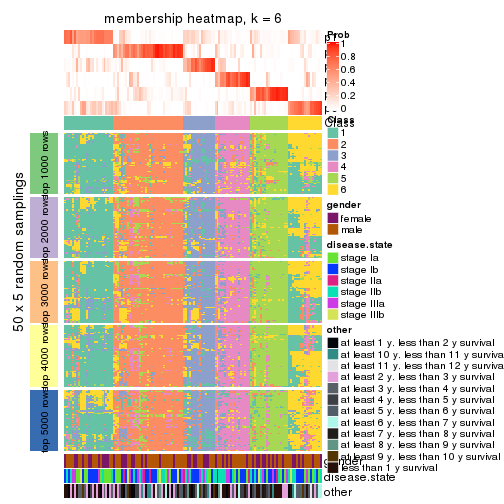 membership heatmap, k = 6
Prob
1
0.8
0.6
0.4
0.2
0
Class
Class
1
2
3
4
5
6
50 x 5 random samplings
top 1000 rows
top 2000 rows
top 3000 rows
top 4000 rows
top 5000 rows
gender
female
male
disease.state
stage Ia
stage Ib
stage IIa
stage IIb
stage IIIa
stage IIIb
other
at least 1 y. less than 2 y survival
at least 10 y. less than 11 y survival
at least 11 y. less than 12 y survival
at least 2 y. less than 3 y survival
at least 3 y. less than 4 y survival
at least 4 y. less than 5 y survival
at least 5 y. less than 6 y survival
at least 6 y. less than 7 y survival
at least 7 y. less than 8 y survival
at least 8 y. less than 9 y survival
at least 9 y. less than 10 y survival
less than 1 y survival
gender
disease.state
other